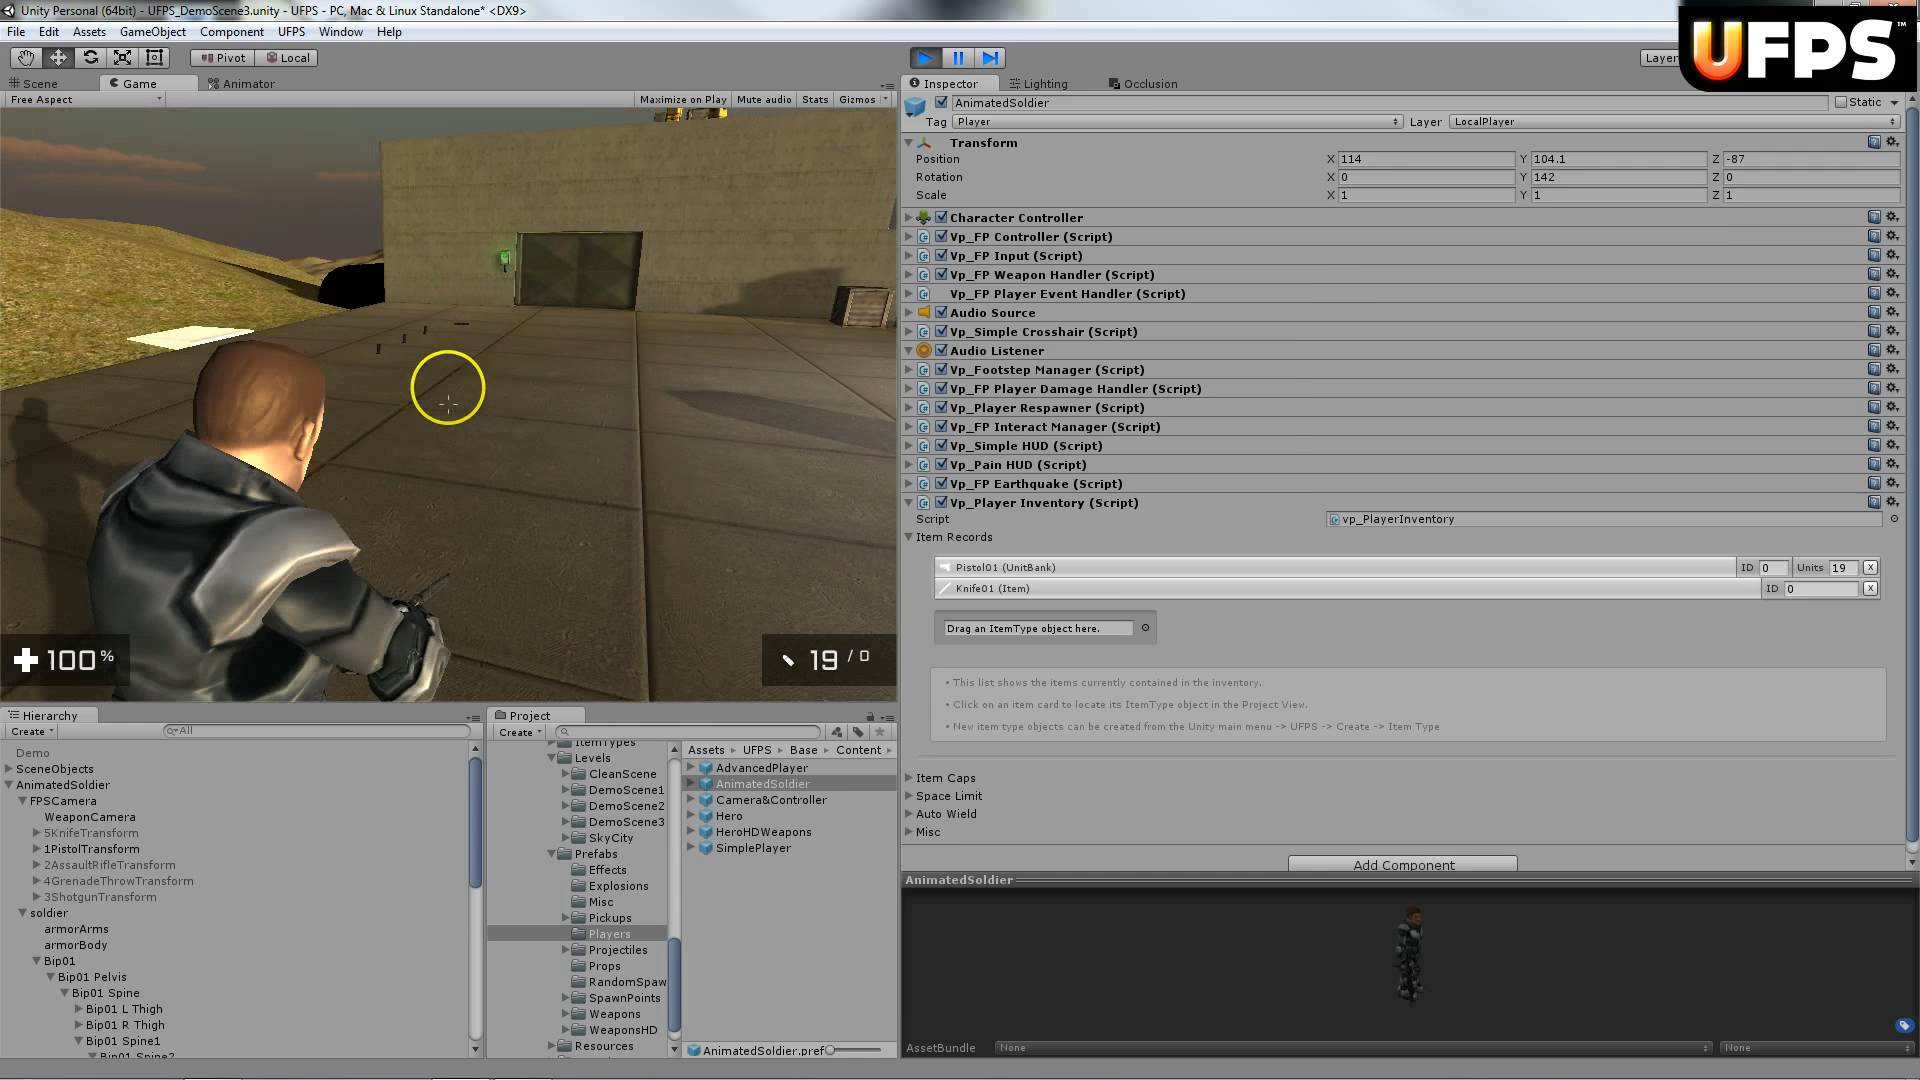 Unity Personal (64bit) - UFPS_DemoScene3.unity - UFPS - PC, Mac & Linux Standalone* <DX9>
File Edit Assets GameObject Component UFPS Window Help
UFPS™
Pivot Local
Layer
Scene Game Animator
Free Aspect Maximize on Play Mute audio Stats Gizmos
Inspector Lighting Occlusion
AnimatedSoldier Static
Tag Player Layer LocalPlayer
Transform
Position X 114 Y 104.1 Z -87
Rotation X 0 Y 142 Z 0
Scale X 1 Y 1 Z 1
Character Controller
Vp_FP Controller (Script)
Vp_FP Input (Script)
Vp_FP Weapon Handler (Script)
Vp_FP Player Event Handler (Script)
Audio Source
Vp_Simple Crosshair (Script)
Audio Listener
Vp_Footstep Manager (Script)
Vp_FP Player Damage Handler (Script)
Vp_Player Respawner (Script)
Vp_FP Interact Manager (Script)
Vp_Simple HUD (Script)
Vp_Pain HUD (Script)
Vp_FP Earthquake (Script)
Vp_Player Inventory (Script)
Script vp_PlayerInventory
Item Records
Pistol01 (UnitBank) ID 0 Units 19 X
Knife01 (Item) ID 0 X
Drag an ItemType object here.
• This list shows the items currently contained in the inventory.
• Click on an item card to locate its ItemType object in the Project View.
• New item type objects can be created from the Unity main menu -> UFPS -> Create -> Item Type
Item Caps
Space Limit
Auto Wield
Misc
Add Component
AnimatedSoldier
AssetBundle None None
100%
19 / 0
Hierarchy
Create All
Demo
SceneObjects
AnimatedSoldier
FPSCamera
WeaponCamera
5KnifeTransform
1PistolTransform
2AssaultRifleTransform
4GrenadeThrowTransform
3ShotgunTransform
soldier
armorArms
armorBody
Bip01
Bip01 Pelvis
Bip01 Spine
Bip01 L Thigh
Bip01 R Thigh
Bip01 Spine1
Bip01 Spine2
Project
Create
ItemTypes
Levels
CleanScene
DemoScene1
DemoScene2
DemoScene3
SkyCity
Prefabs
Effects
Explosions
Misc
Pickups
Players
Projectiles
Props
RandomSpaw
SpawnPoints
Weapons
WeaponsHD
Resources
Assets UFPS Base Content
AdvancedPlayer
AnimatedSoldier
Camera&Controller
Hero
HeroHDWeapons
SimplePlayer
AnimatedSoldier.pref